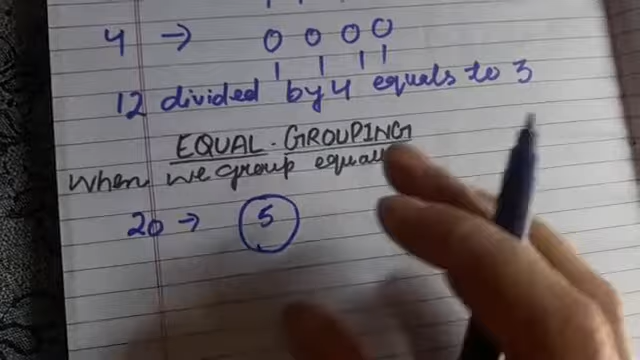 4 → 0 0 0 0
12 divided by 4 equals to 3
EQUAL. GROUPING
When we group
20 → 5